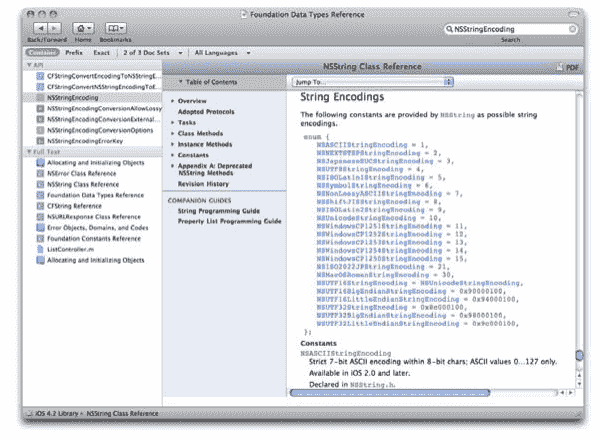 Foundation Data Types Reference
NSStringEncoding
Back/Forward Home Bookmarks
Search
Contains Prefix Exact 2 of 3 Doc Sets All Languages
API
CFStringConvertEncodingToNSStringE...
CFStringConvertNSStringEncodingToE...
NSStringEncoding
NSStringEncodingConversionAllowLossy
NSStringEncodingConversionExternal...
NSStringEncodingConversionOptions
NSStringEncodingErrorKey
Full Text
Allocating and Initializing Objects
NSError Class Reference
NSString Class Reference
Foundation Data Types Reference
CFString Reference
NSURLResponse Class Reference
Error Objects, Domains, and Codes
Foundation Constants Reference
ListController.m
Allocating and Initializing Objects
NSString Class Reference
PDF
Table of Contents
Jump To...
Overview
Adopted Protocols
Tasks
Class Methods
Instance Methods
Constants
Appendix A: Deprecated
NSString Methods
Revision History
COMPANION GUIDES
String Programming Guide
Property List Programming Guide
String Encodings
The following constants are provided by NSString as possible string
encodings.
enum {
NSASCIIStringEncoding = 1,
NSNEXTSTEPStringEncoding = 2,
NSJapaneseEUCStringEncoding = 3,
NSUTF8StringEncoding = 4,
NSISOLatin1StringEncoding = 5,
NSSymbolStringEncoding = 6,
NSNonLossyASCIIStringEncoding = 7,
NSShiftJISStringEncoding = 8,
NSISOLatin2StringEncoding = 9,
NSUnicodeStringEncoding = 10,
NSWindowsCP1251StringEncoding = 11,
NSWindowsCP1252StringEncoding = 12,
NSWindowsCP1253StringEncoding = 13,
NSWindowsCP1254StringEncoding = 14,
NSWindowsCP1250StringEncoding = 15,
NSISO2022JPStringEncoding = 21,
NSMacOSRomanStringEncoding = 30,
NSUTF16StringEncoding = NSUnicodeStringEncoding,
NSUTF16BigEndianStringEncoding = 0x90000100,
NSUTF16LittleEndianStringEncoding = 0x94000100,
NSUTF32StringEncoding = 0x8c000100,
NSUTF32BigEndianStringEncoding = 0x98000100,
NSUTF32LittleEndianStringEncoding = 0x9c000100,
};
Constants
NSASCIIStringEncoding
Strict 7-bit ASCII encoding within 8-bit chars; ASCII values 0...127 only.
Available in iOS 2.0 and later.
Declared in NSString.h.
iOS 4.2 Library ▸ NSString Class Reference